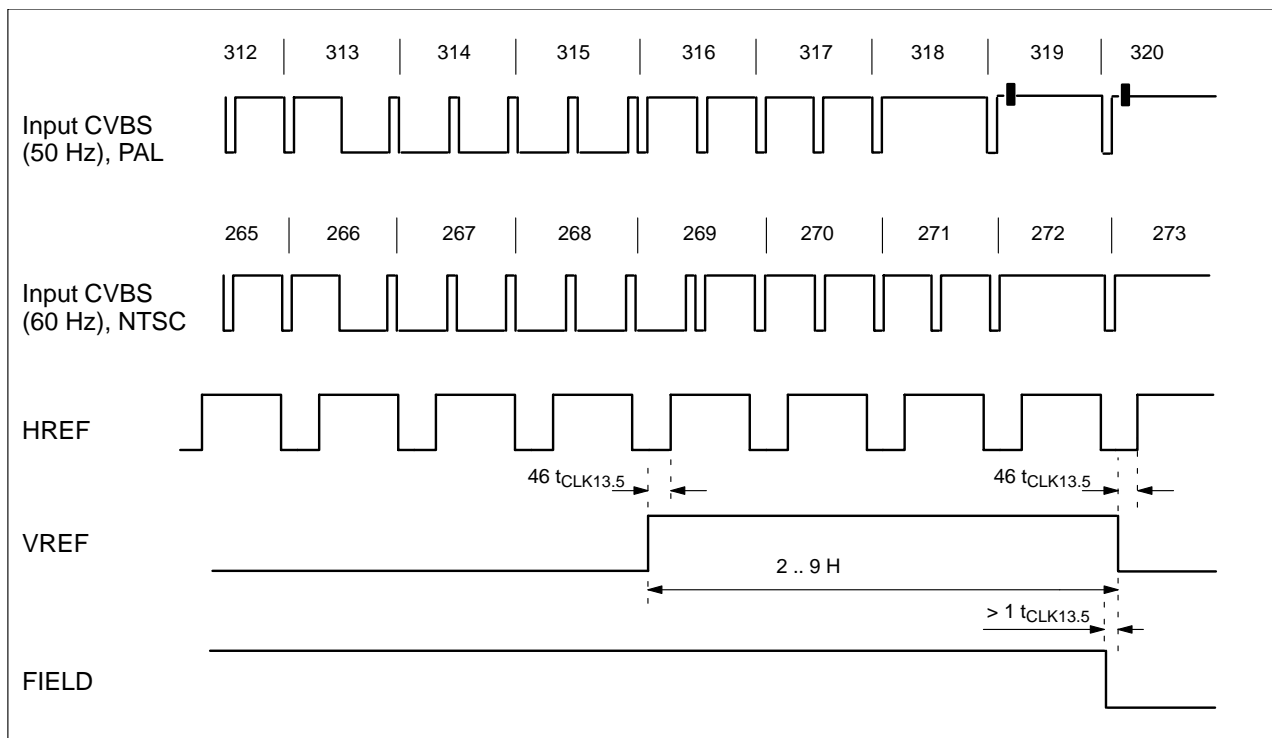 312 313 314 315 316 317 318 319 320
Input CVBS
(50 Hz), PAL
265 266 267 268 269 270 271 272 273
Input CVBS
(60 Hz), NTSC
HREF
46 tCLK13.5 46 tCLK13.5
VREF
2 .. 9 H
> 1 tCLK13.5
FIELD